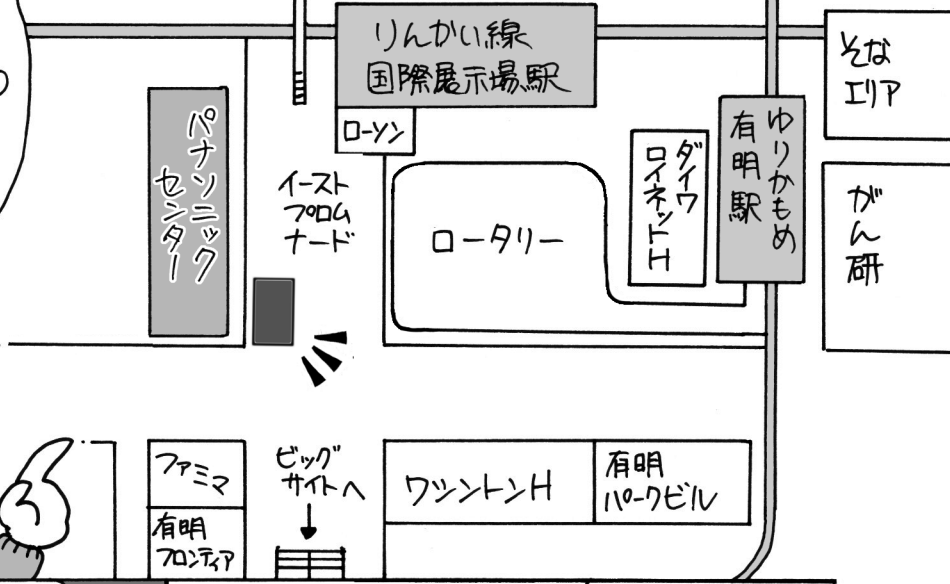 りんかい線
国際展示場駅
ローソン
そな
エリア
ゆりかもめ
有明駅
ダイワ
ロイネットH
がん研
パナソニック
センター
イースト
プロム
ナード
ロータリー
ファミマ
有明
フロンティア
ビッグ
サイトへ
ワシントンH
有明
パークビル